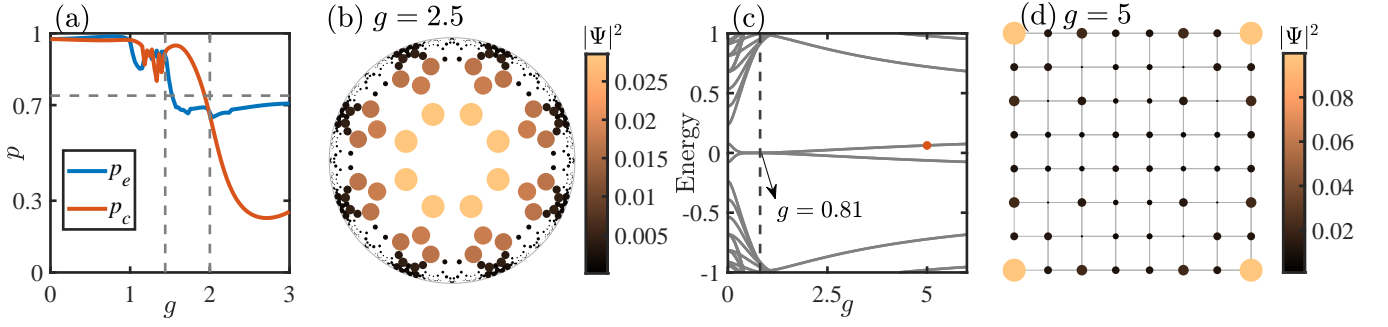 (a)
1
0.7
0.3
0
p
p_e
p_c
0
1
2
3
g
(b) g = 2.5
|Ψ|²
0.025
0.02
0.015
0.01
0.005
(c)
1
0.5
0
-0.5
-1
Energy
g = 0.81
0
2.5
5
g
(d) g = 5
|Ψ|²
0.08
0.06
0.04
0.02